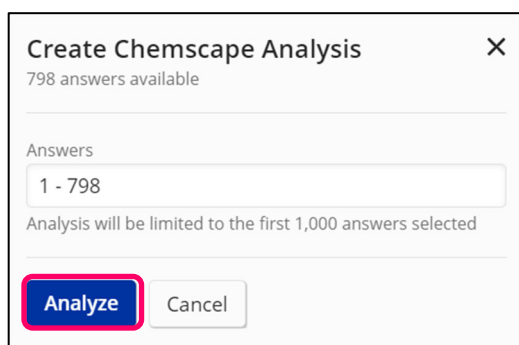 Create Chemscape Analysis
798 answers available
Answers
1 - 798
Analysis will be limited to the first 1,000 answers selected
Analyze
Cancel